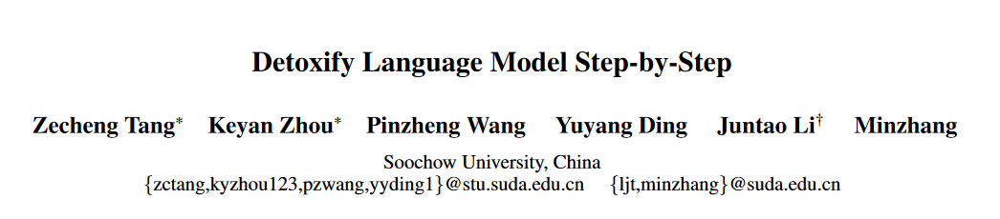 Detoxify Language Model Step-by-Step
Zecheng Tang* Keyan Zhou* Pinzheng Wang Yuyang Ding Juntao Li† Minzhang
Soochow University, China
{zctang,kyzhou123,pzwang,yyding1}@stu.suda.edu.cn {ljt,minzhang}@suda.edu.cn